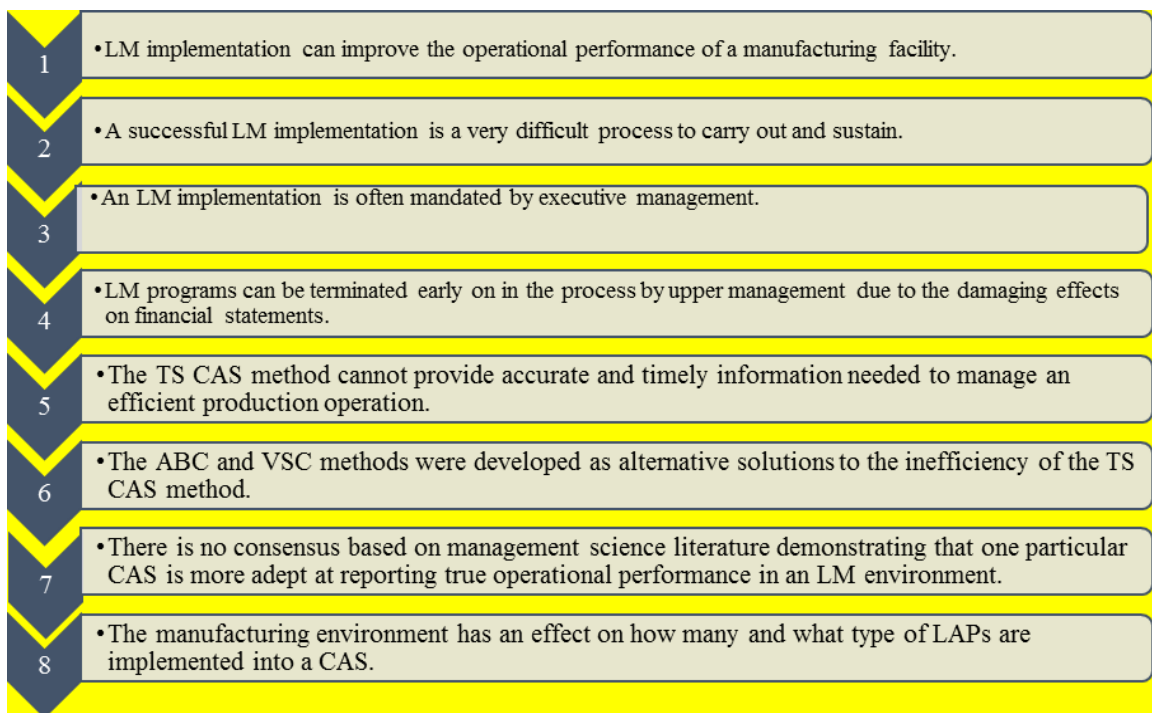 1
•LM implementation can improve the operational performance of a manufacturing facility.
2
•A successful LM implementation is a very difficult process to carry out and sustain.
3
•An LM implementation is often mandated by executive management.
4
•LM programs can be terminated early on in the process by upper management due to the damaging effects
on financial statements.
5
•The TS CAS method cannot provide accurate and timely information needed to manage an
efficient production operation.
6
•The ABC and VSC methods were developed as alternative solutions to the inefficiency of the TS
CAS method.
7
•There is no consensus based on management science literature demonstrating that one particular
CAS is more adept at reporting true operational performance in an LM environment.
8
•The manufacturing environment has an effect on how many and what type of LAPs are
implemented into a CAS.